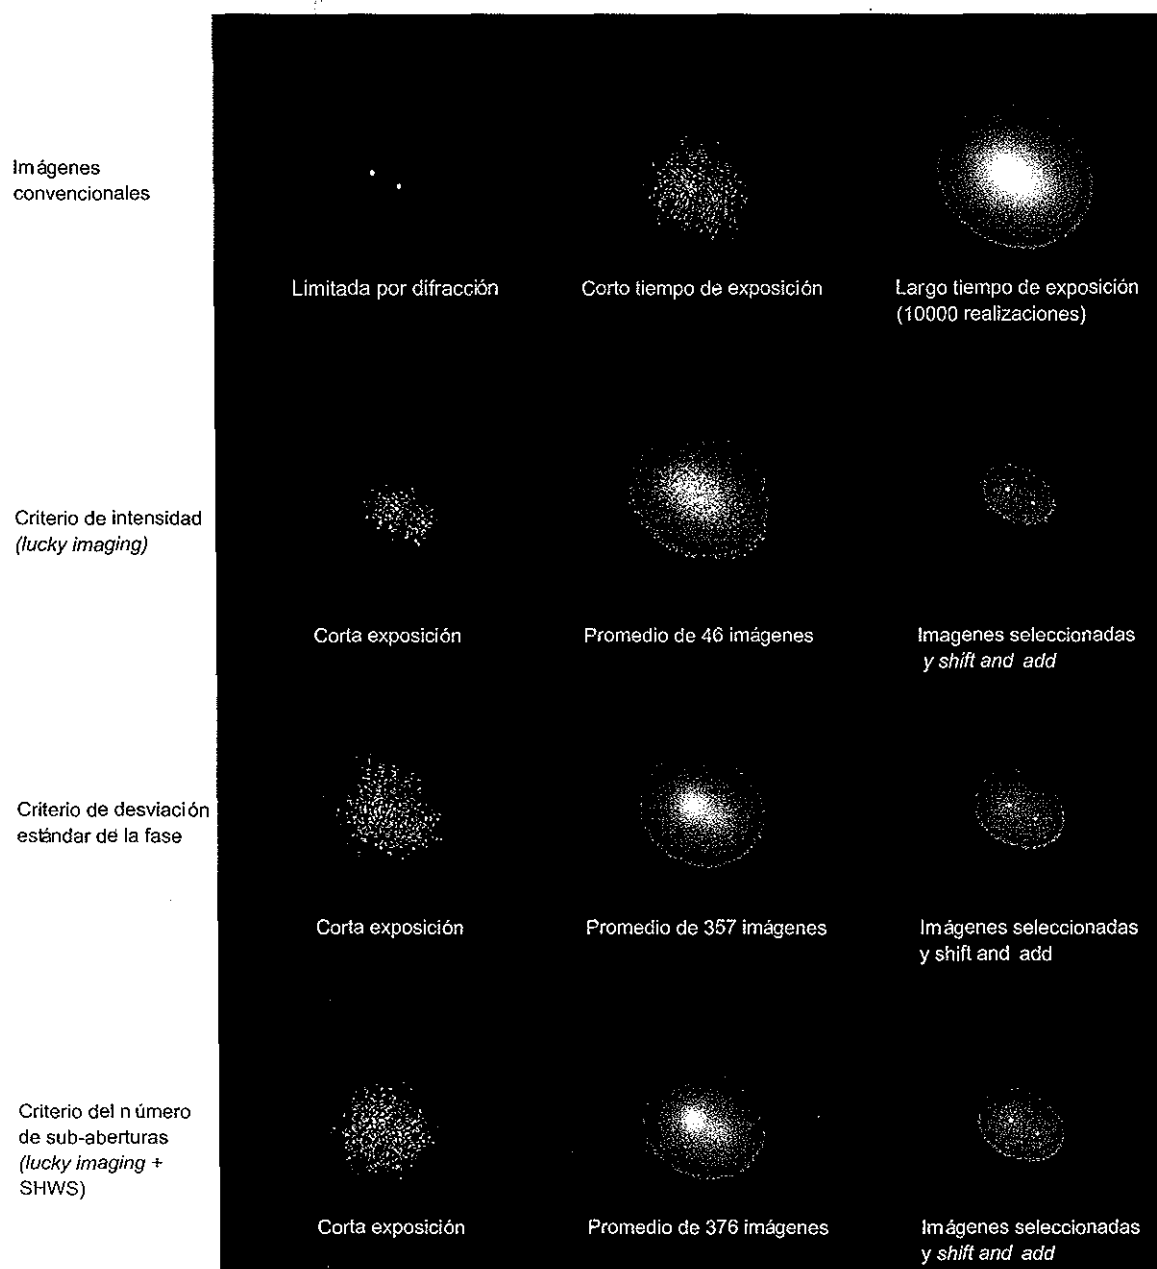 Imágenes
convencionales
Limitada por difracción
Corto tiempo de exposición
Largo tiempo de exposición
(10000 realizaciones)
Criterio de intensidad
(lucky imaging)
Corta exposición
Promedio de 46 imágenes
Imagenes seleccionadas
y shift and add
Criterio de desviación
estándar de la fase
Corta exposición
Promedio de 357 imágenes
Imágenes seleccionadas
y shift and add
Criterio del número
de sub-aberturas
(lucky imaging +
SHWS)
Corta exposición
Promedio de 376 imágenes
Imágenes seleccionadas
y shift and add